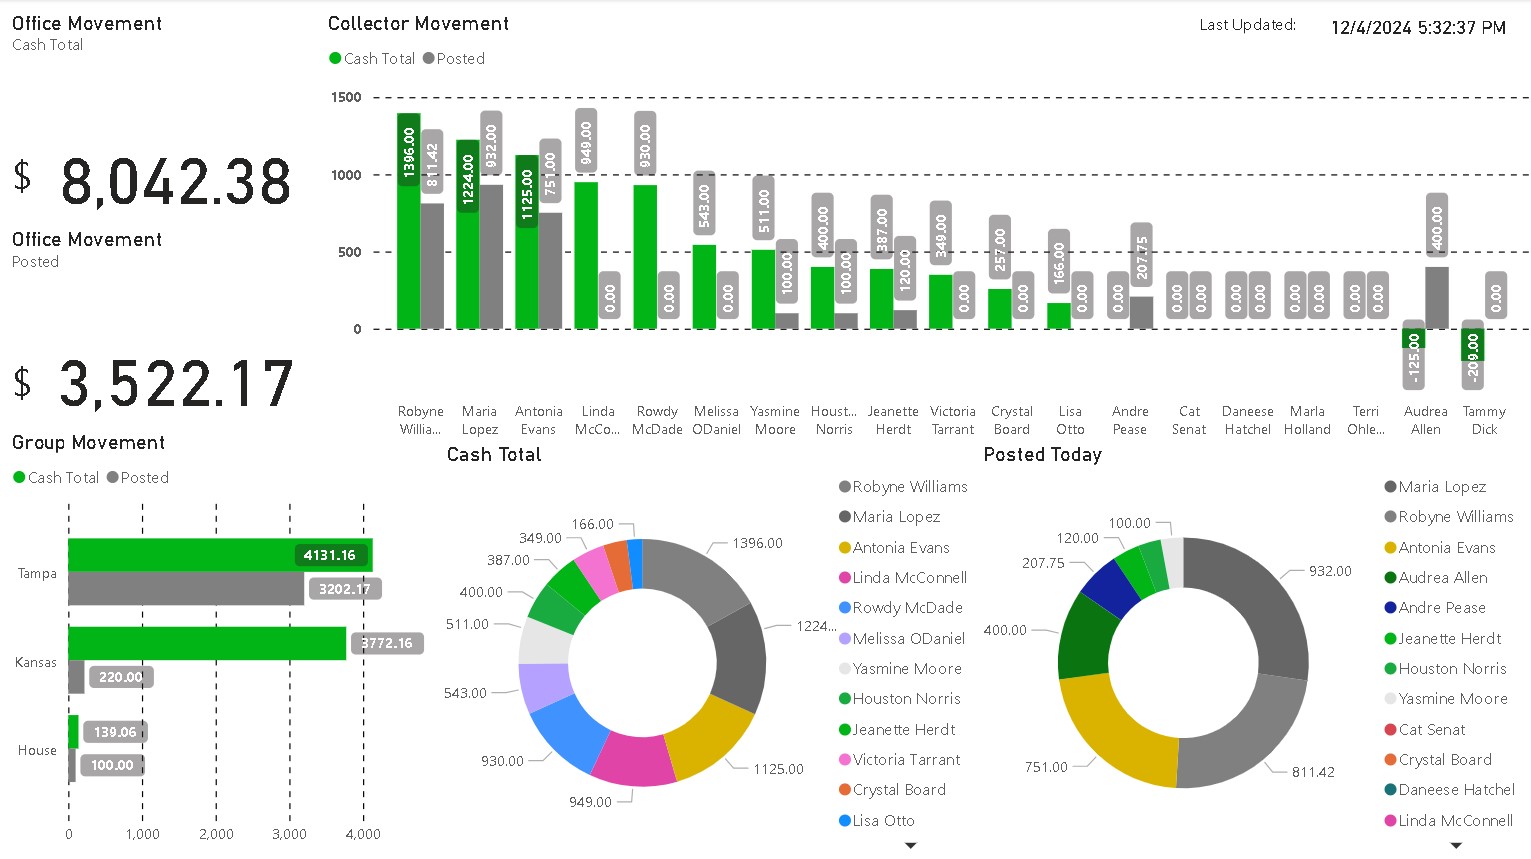 Office Movement
Cash Total
$ 8,042.38
Office Movement
Posted
$ 3,522.17
Collector Movement
Cash Total Posted
Last Updated: 12/4/2024 5:32:37 PM
1500
1000
500
0
1396.00 811.42
1224.00 932.00
1125.00 751.00
949.00 0.00
930.00 0.00
543.00 0.00
511.00 100.00
400.00 100.00
387.00 120.00
349.00 0.00
257.00 0.00
166.00 0.00
0.00 207.75
0.00 0.00
0.00 0.00
0.00 0.00
0.00 0.00
-125.00 400.00
-209.00 0.00
Robyne
Willia...
Maria
Lopez
Antonia
Evans
Linda
McCo...
Rowdy
McDade
Melissa
ODaniel
Yasmine
Moore
Houst...
Norris
Jeanette
Herdt
Victoria
Tarrant
Crystal
Board
Lisa
Otto
Andre
Pease
Cat
Senat
Daneese
Hatchel
Marla
Holland
Terri
Ohle...
Audrea
Allen
Tammy
Dick
Group Movement
Cash Total Posted
Tampa
4131.16
3202.17
Kansas
3772.16
220.00
House
139.06
100.00
0 1,000 2,000 3,000 4,000
Cash Total
1396.00
1224...
1125.00
949.00
930.00
543.00
511.00
400.00
387.00
349.00
166.00
Robyne Williams
Maria Lopez
Antonia Evans
Linda McConnell
Rowdy McDade
Melissa ODaniel
Yasmine Moore
Houston Norris
Jeanette Herdt
Victoria Tarrant
Crystal Board
Lisa Otto
Posted Today
932.00
811.42
751.00
400.00
207.75
120.00
100.00
Maria Lopez
Robyne Williams
Antonia Evans
Audrea Allen
Andre Pease
Jeanette Herdt
Houston Norris
Yasmine Moore
Cat Senat
Crystal Board
Daneese Hatchel
Linda McConnell